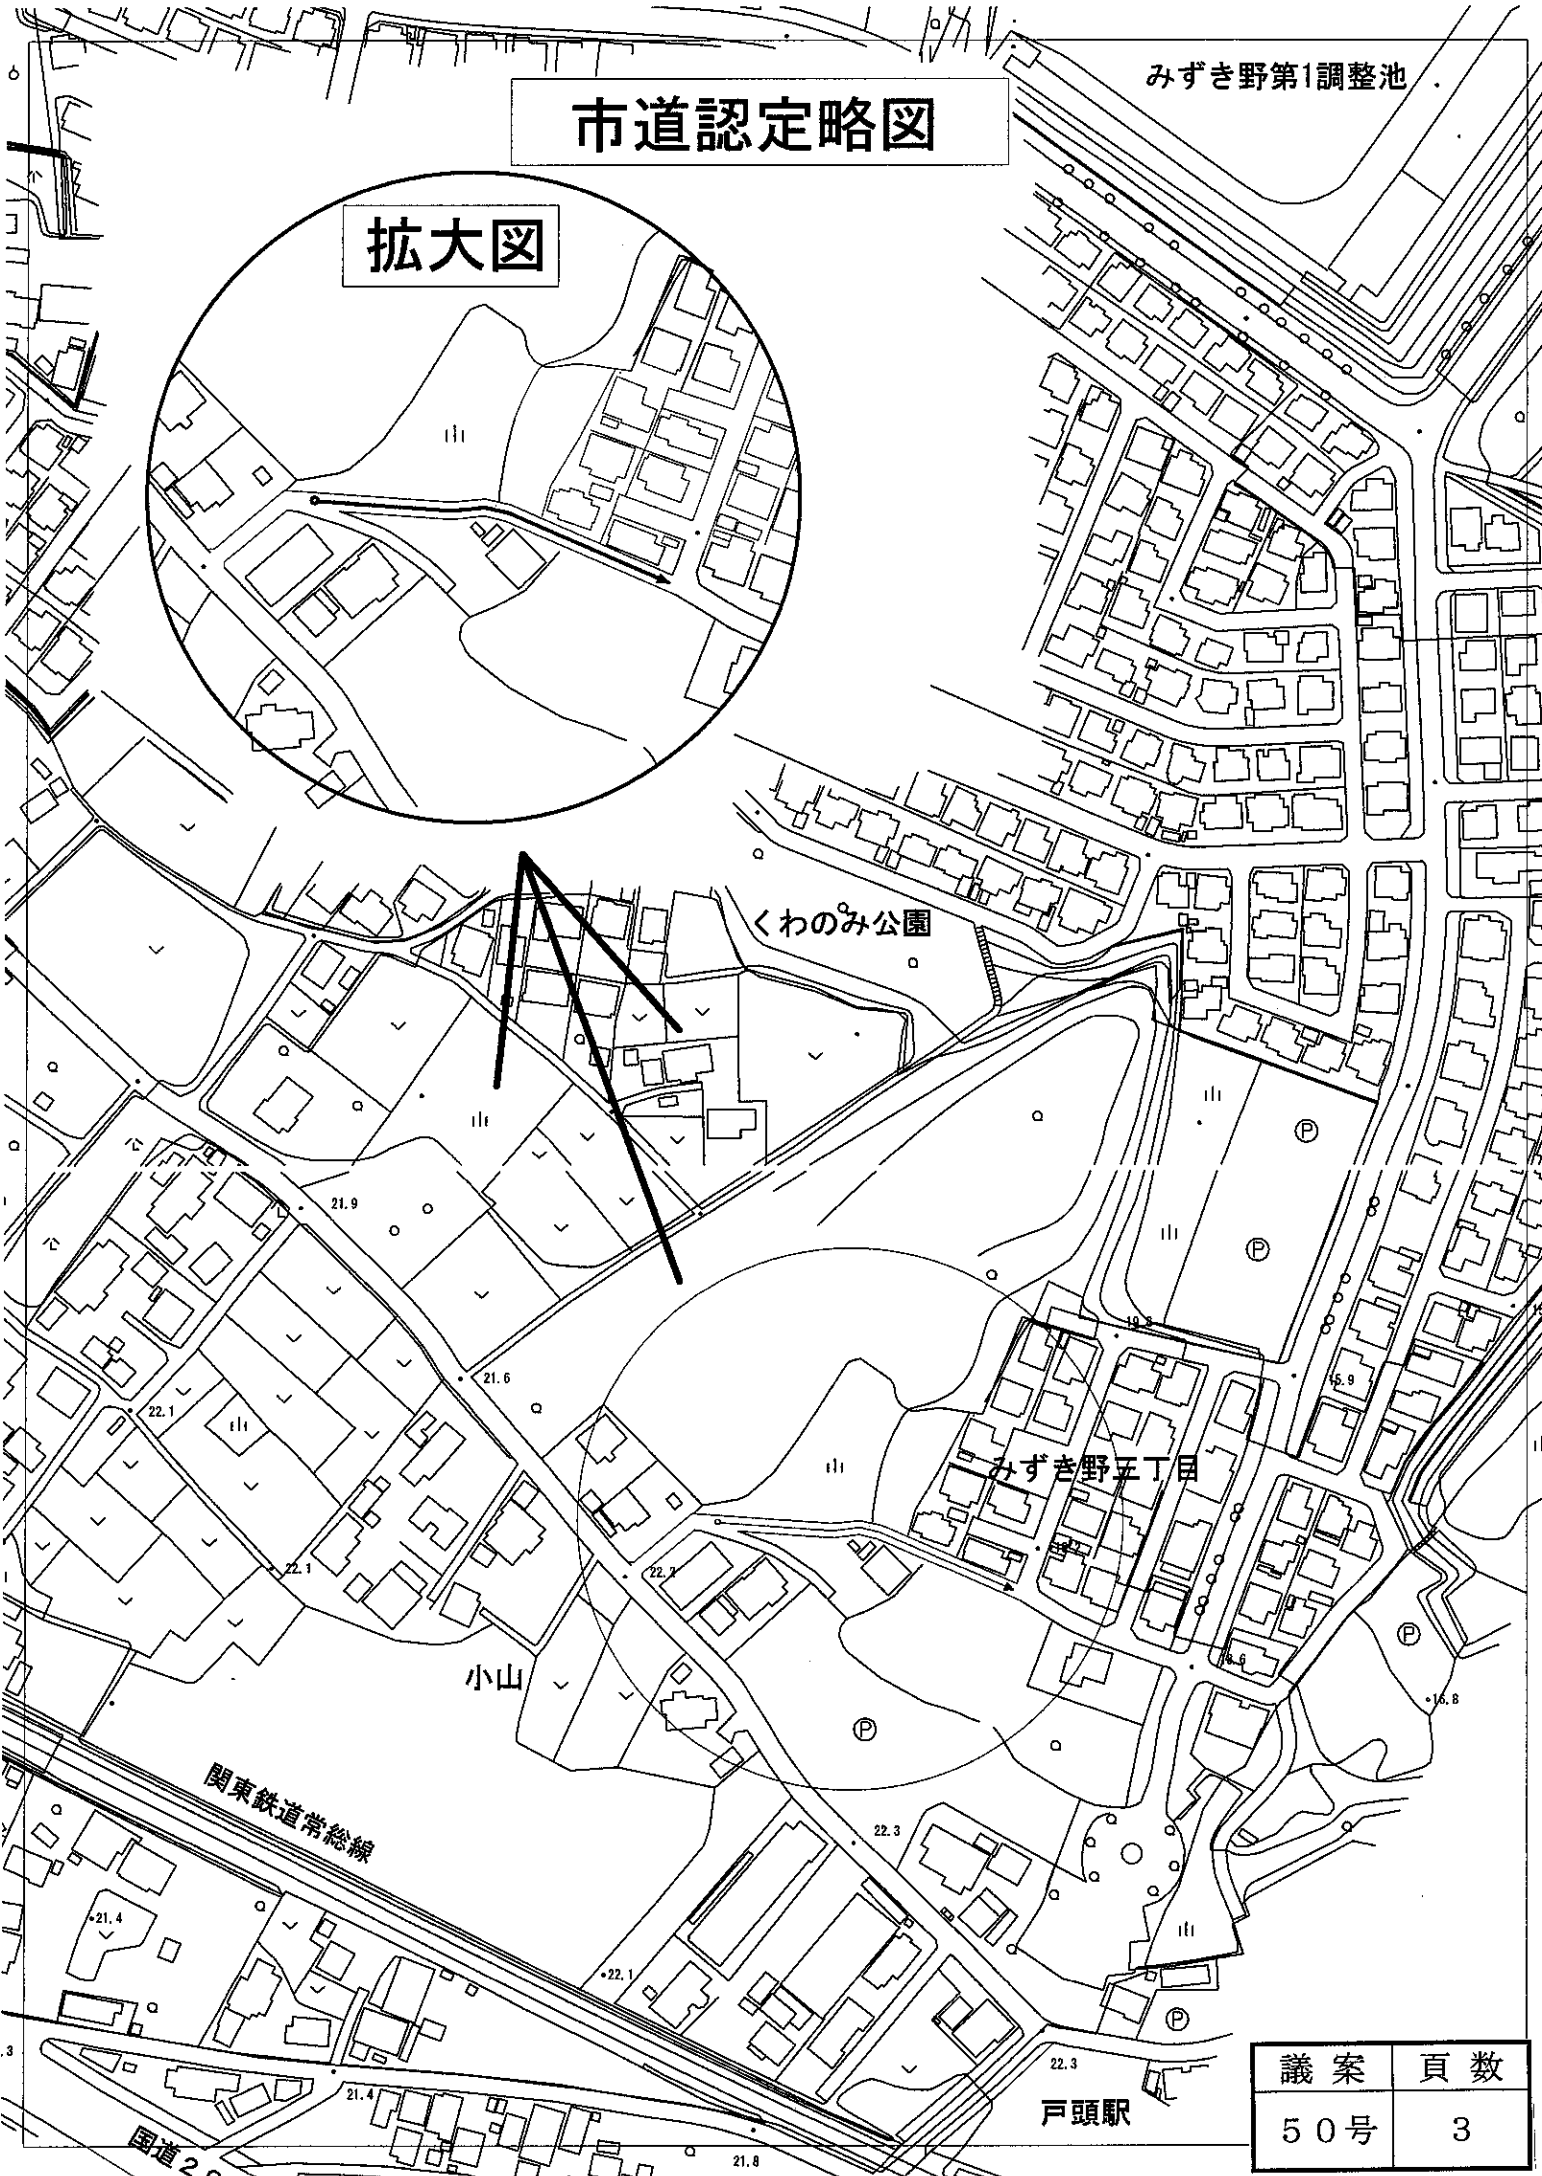 みずき野第1調整池
市道認定略図
拡大図
くわのみ公園
21.9
21.6
22.1
15.9
みずき野三丁目
22.1
22.2
小山
16.8
関東鉄道常総線
22.3
21.4
22.1
22.3
21.4
戸頭駅
21.8
議案 頁数
50号 3